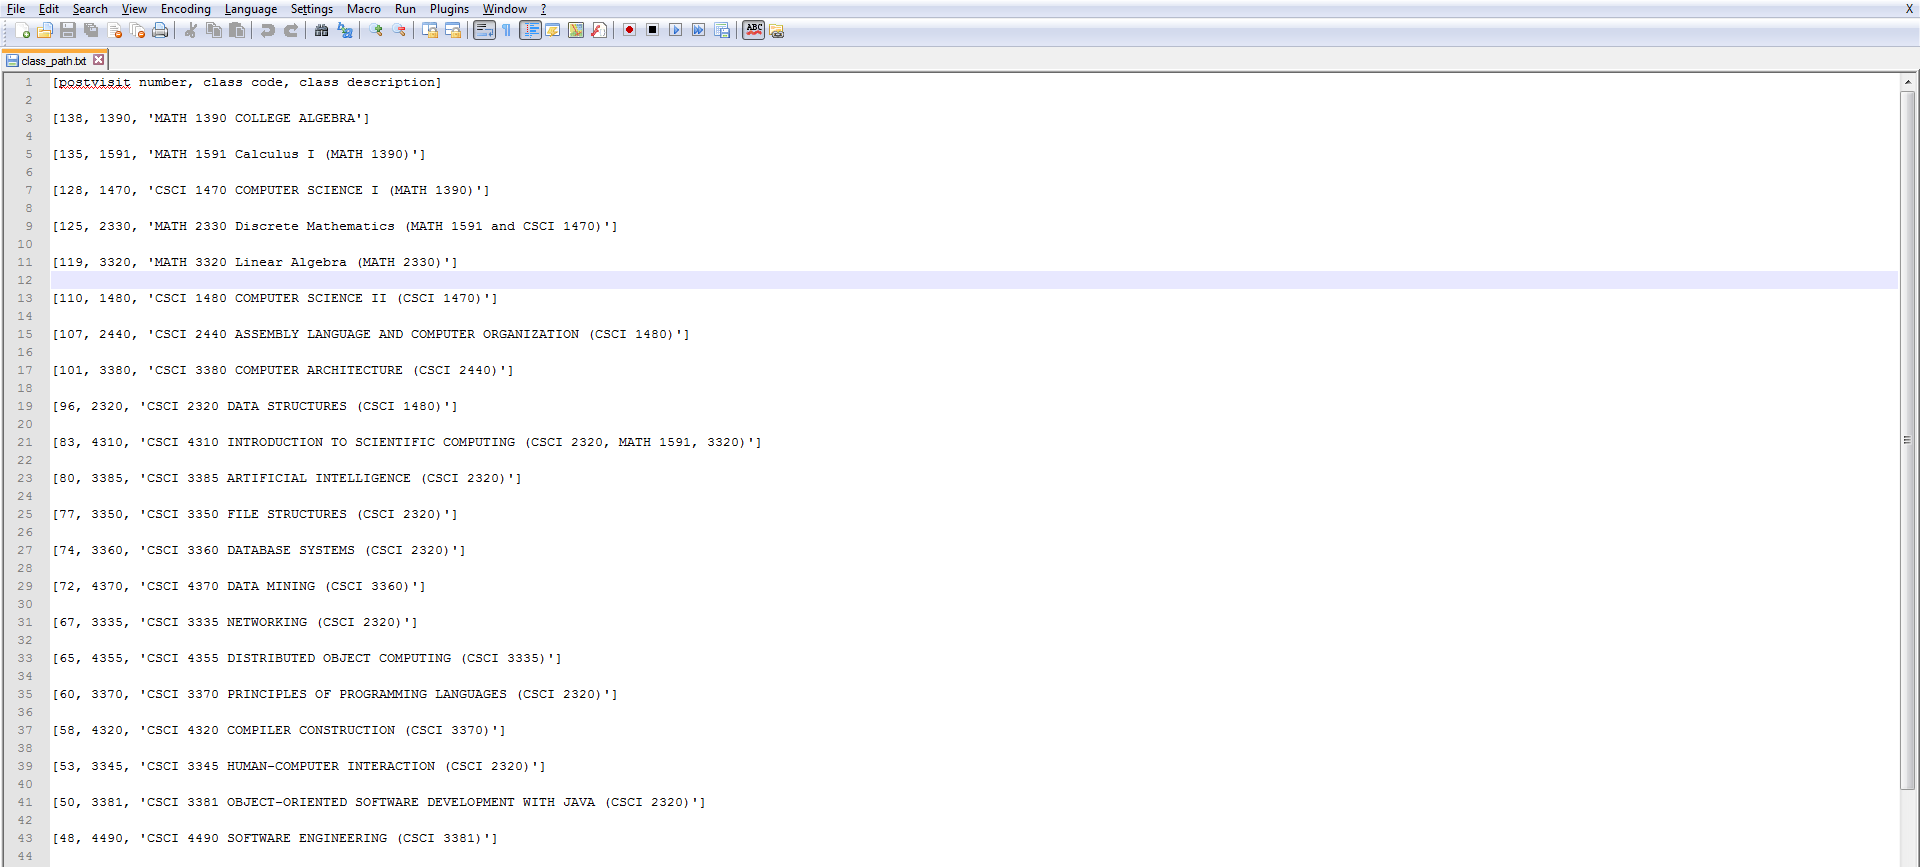 File Edit Search View Encoding Language Settings Macro Run Plugins Window ? X
ABC
class_path.txt
1 [postvisit number, class code, class description]
2
3 [138, 1390, 'MATH 1390 COLLEGE ALGEBRA']
4
5 [135, 1591, 'MATH 1591 Calculus I (MATH 1390)']
6
7 [128, 1470, 'CSCI 1470 COMPUTER SCIENCE I (MATH 1390)']
8
9 [125, 2330, 'MATH 2330 Discrete Mathematics (MATH 1591 and CSCI 1470)']
10
11 [119, 3320, 'MATH 3320 Linear Algebra (MATH 2330)']
12
13 [110, 1480, 'CSCI 1480 COMPUTER SCIENCE II (CSCI 1470)']
14
15 [107, 2440, 'CSCI 2440 ASSEMBLY LANGUAGE AND COMPUTER ORGANIZATION (CSCI 1480)']
16
17 [101, 3380, 'CSCI 3380 COMPUTER ARCHITECTURE (CSCI 2440)']
18
19 [96, 2320, 'CSCI 2320 DATA STRUCTURES (CSCI 1480)']
20
21 [83, 4310, 'CSCI 4310 INTRODUCTION TO SCIENTIFIC COMPUTING (CSCI 2320, MATH 1591, 3320)']
22
23 [80, 3385, 'CSCI 3385 ARTIFICIAL INTELLIGENCE (CSCI 2320)']
24
25 [77, 3350, 'CSCI 3350 FILE STRUCTURES (CSCI 2320)']
26
27 [74, 3360, 'CSCI 3360 DATABASE SYSTEMS (CSCI 2320)']
28
29 [72, 4370, 'CSCI 4370 DATA MINING (CSCI 3360)']
30
31 [67, 3335, 'CSCI 3335 NETWORKING (CSCI 2320)']
32
33 [65, 4355, 'CSCI 4355 DISTRIBUTED OBJECT COMPUTING (CSCI 3335)']
34
35 [60, 3370, 'CSCI 3370 PRINCIPLES OF PROGRAMMING LANGUAGES (CSCI 2320)']
36
37 [58, 4320, 'CSCI 4320 COMPILER CONSTRUCTION (CSCI 3370)']
38
39 [53, 3345, 'CSCI 3345 HUMAN-COMPUTER INTERACTION (CSCI 2320)']
40
41 [50, 3381, 'CSCI 3381 OBJECT-ORIENTED SOFTWARE DEVELOPMENT WITH JAVA (CSCI 2320)']
42
43 [48, 4490, 'CSCI 4490 SOFTWARE ENGINEERING (CSCI 3381)']
44